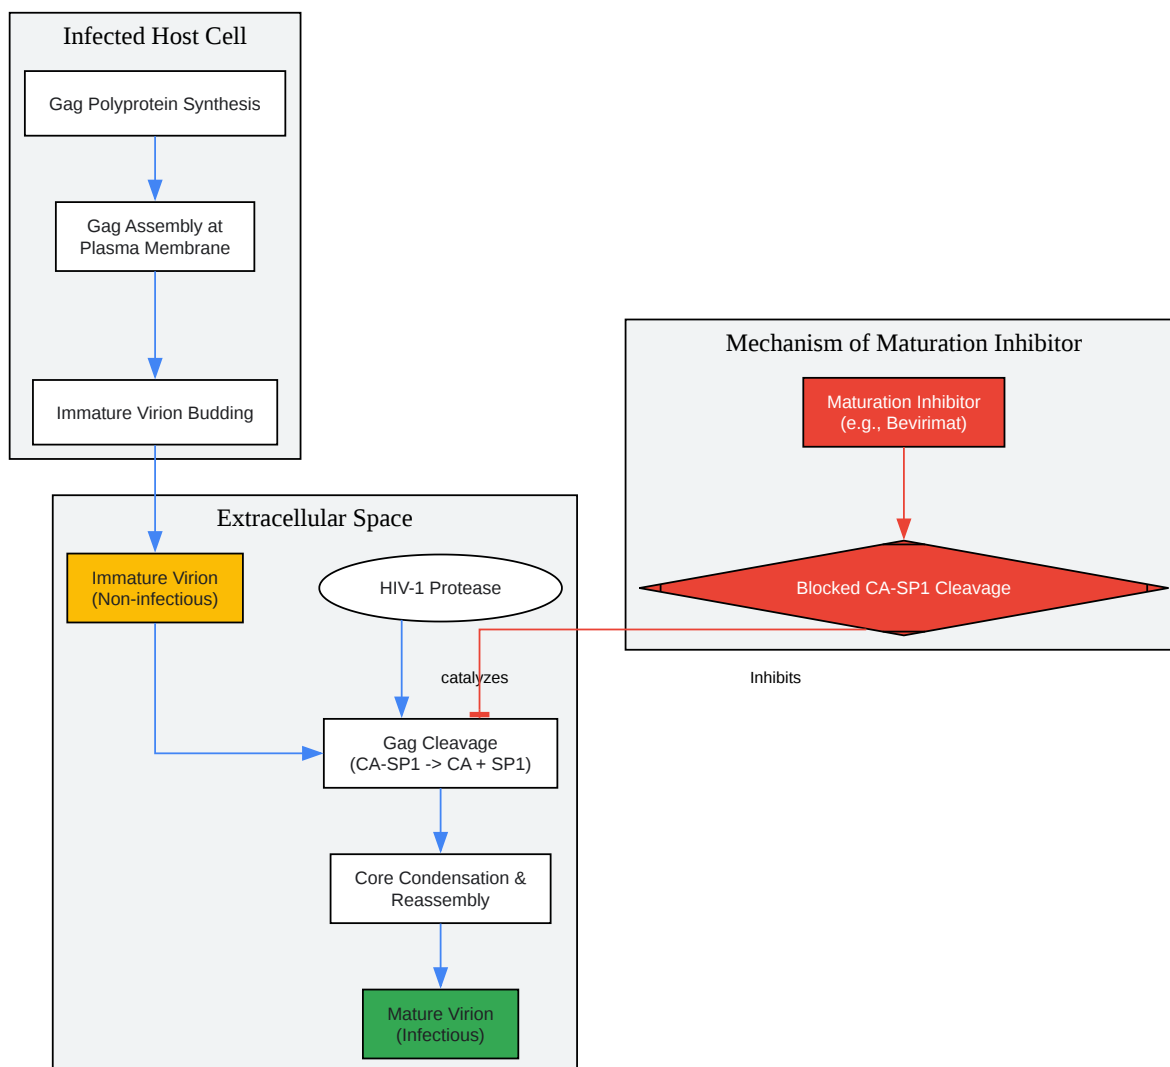 Infected Host Cell
Gag Polyprotein Synthesis
Gag Assembly at
Plasma Membrane
Immature Virion Budding
Mechanism of Maturation Inhibitor
Maturation Inhibitor
(e.g., Bevirimat)
Blocked CA-SP1 Cleavage
Inhibits
Extracellular Space
Immature Virion
(Non-infectious)
HIV-1 Protease
catalyzes
Gag Cleavage
(CA-SP1 -> CA + SP1)
Core Condensation &
Reassembly
Mature Virion
(Infectious)